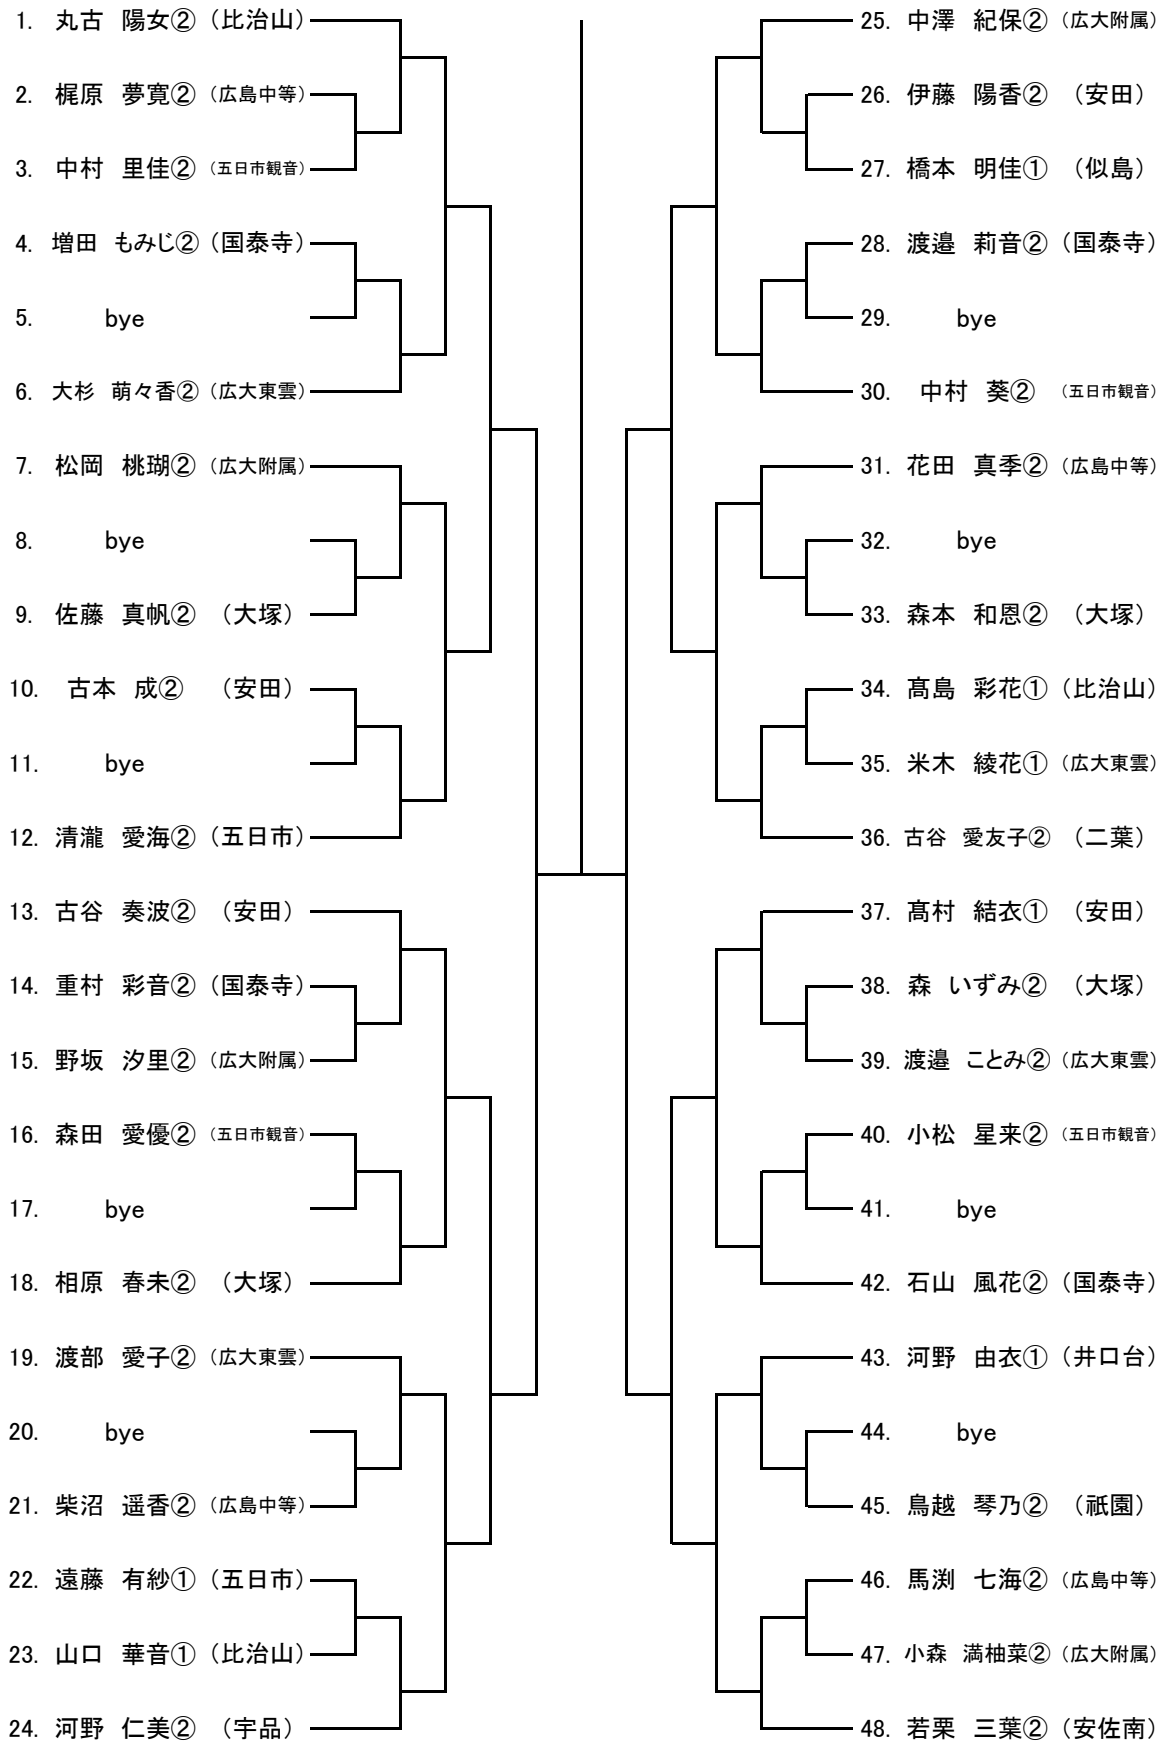 1. 丸古 陽女② (比治山)
2. 梶原 夢寛② (広島中等)
3. 中村 里佳② (五日市観音)
4. 増田 もみじ② (国泰寺)
5. bye
6. 大杉 萌々香② (広大東雲)
7. 松岡 桃瑚② (広大附属)
8. bye
9. 佐藤 真帆② (大塚)
10. 古本 成② (安田)
11. bye
12. 清瀧 愛海② (五日市)
13. 古谷 奏波② (安田)
14. 重村 彩音② (国泰寺)
15. 野坂 汐里② (広大附属)
16. 森田 愛優② (五日市観音)
17. bye
18. 相原 春未② (大塚)
19. 渡部 愛子② (広大東雲)
20. bye
21. 柴沼 遥香② (広島中等)
22. 遠藤 有紗① (五日市)
23. 山口 華音① (比治山)
24. 河野 仁美② (宇品)
25. 中澤 紀保② (広大附属)
26. 伊藤 陽香② (安田)
27. 橋本 明佳① (似島)
28. 渡邉 莉音② (国泰寺)
29. bye
30. 中村 葵② (五日市観音)
31. 花田 真季② (広島中等)
32. bye
33. 森本 和恩② (大塚)
34. 髙島 彩花① (比治山)
35. 米木 綾花① (広大東雲)
36. 古谷 愛友子② (二葉)
37. 髙村 結衣① (安田)
38. 森 いずみ② (大塚)
39. 渡邉 ことみ② (広大東雲)
40. 小松 星来② (五日市観音)
41. bye
42. 石山 風花② (国泰寺)
43. 河野 由衣① (井口台)
44. bye
45. 鳥越 琴乃② (祇園)
46. 馬渕 七海② (広島中等)
47. 小森 満柚菜② (広大附属)
48. 若栗 三葉② (安佐南)